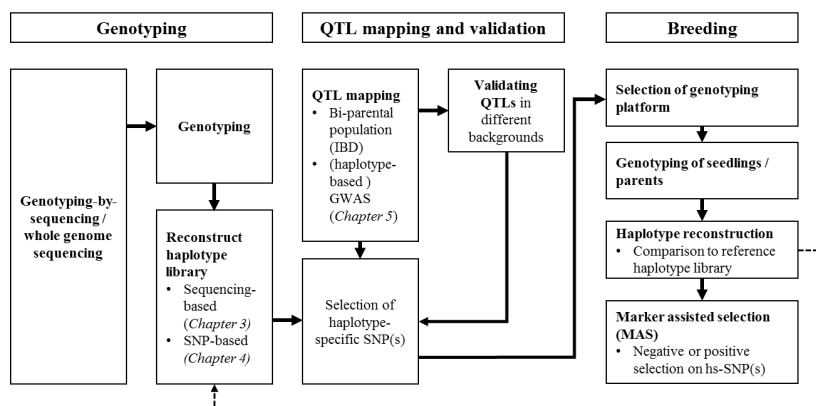 Genotyping
QTL mapping and validation
Breeding
Genotyping-by-
sequencing /
whole genome
sequencing
Genotyping
Reconstruct
haplotype
library
• Sequencing-
based
(Chapter 3)
• SNP-based
(Chapter 4)
QTL mapping
• Bi-parental
population
(IBD)
• (haplotype-
based )
GWAS
(Chapter 5)
Validating
QTLs in
different
backgrounds
Selection of
haplotype-
specific SNP(s)
Selection of genotyping
platform
Genotyping of seedlings /
parents
Haplotype reconstruction
• Comparison to reference
haplotype library
Marker assisted selection
(MAS)
• Negative or positive
selection on hs-SNP(s)